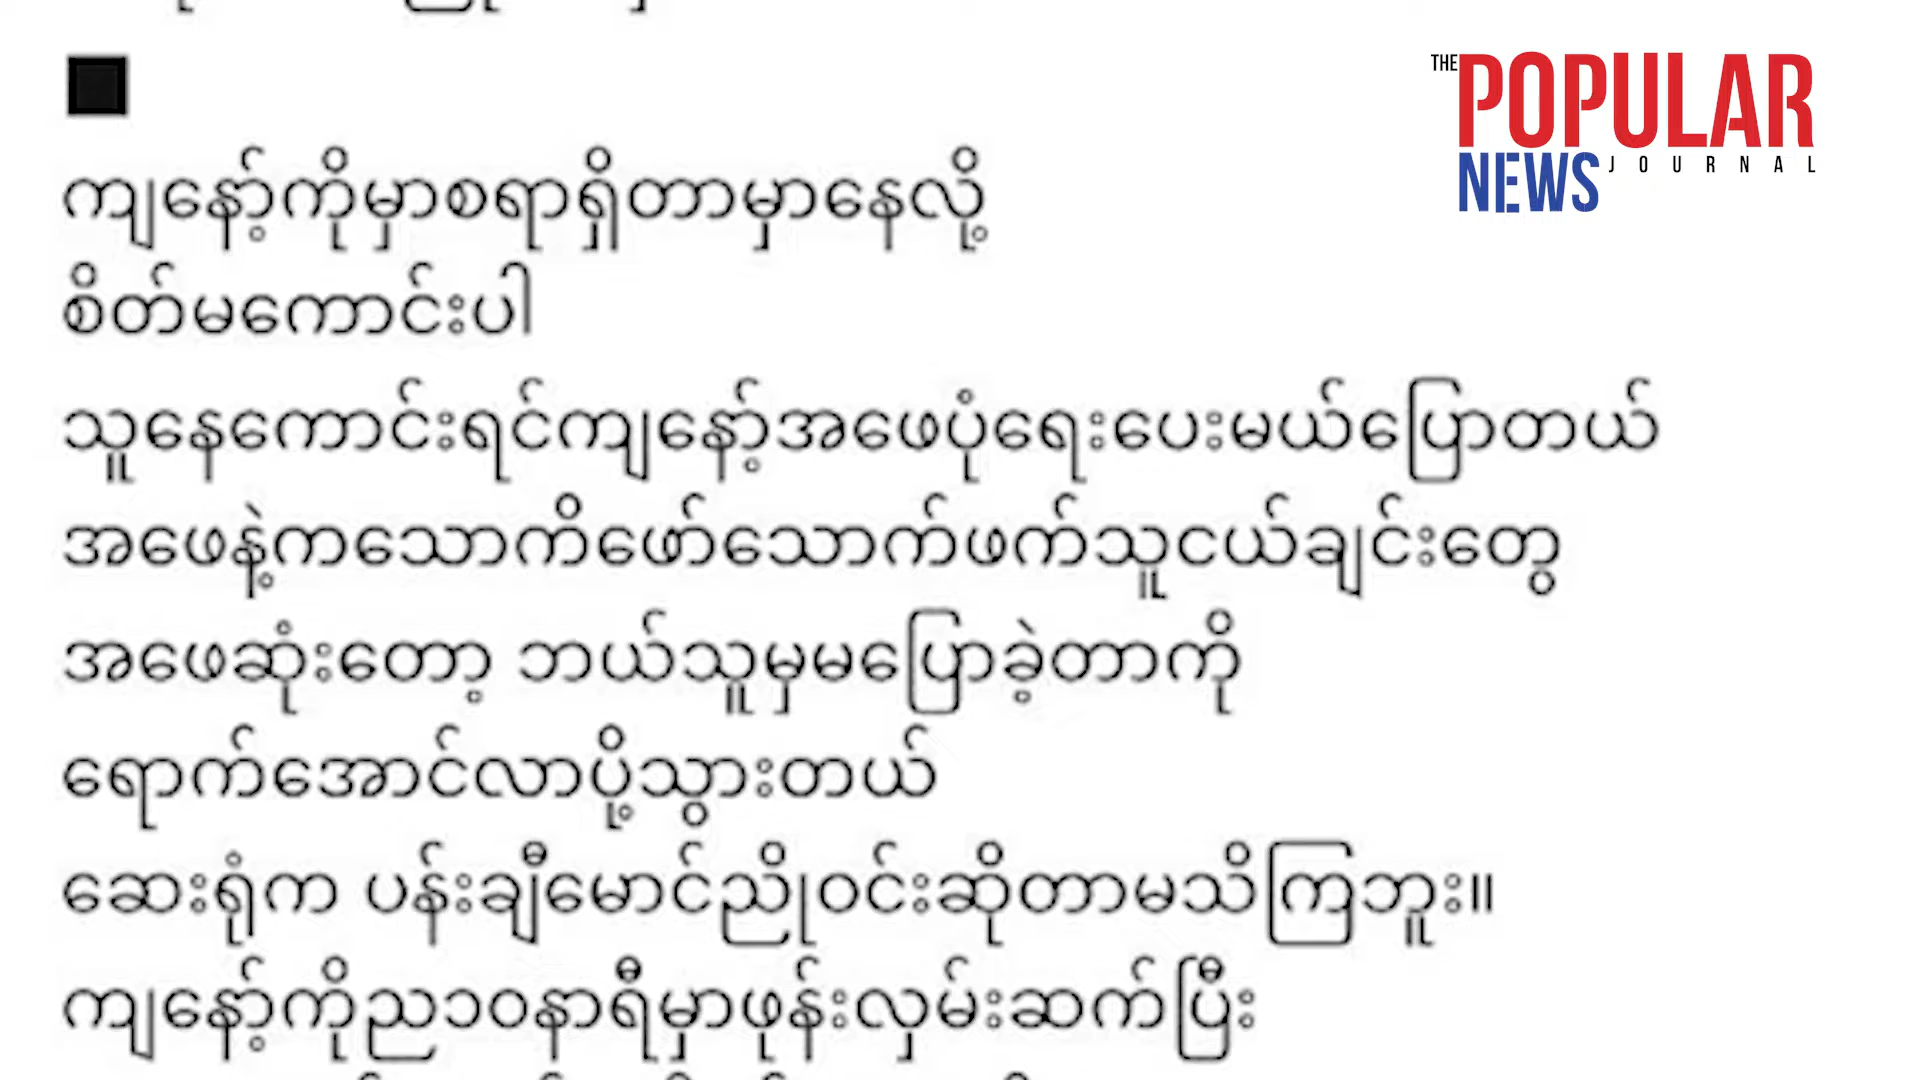 ■
THE POPULAR
NEWS JOURNAL
ကျနော့်ကိုမှာစရာရှိတာမှာနေလို့
စိတ်မကောင်းပါ
သူနေကောင်းရင်ကျနော့်အဖေပုံရေးပေးမယ်ပြောတယ်
အဖေနဲ့ကသောကိဖော်သောက်ဖက်သူငယ်ချင်းတွေ
အဖေဆုံးတော့ ဘယ်သူမှမပြောခဲ့တာကို
ရောက်အောင်လာပို့သွားတယ်
ဆေးရုံက ပန်းချီမောင်ညိုဝင်းဆိုတာမသိကြဘူး။
ကျနော့်ကိုည၁၀နာရီမှာဖုန်းလှမ်းဆက်ပြီး